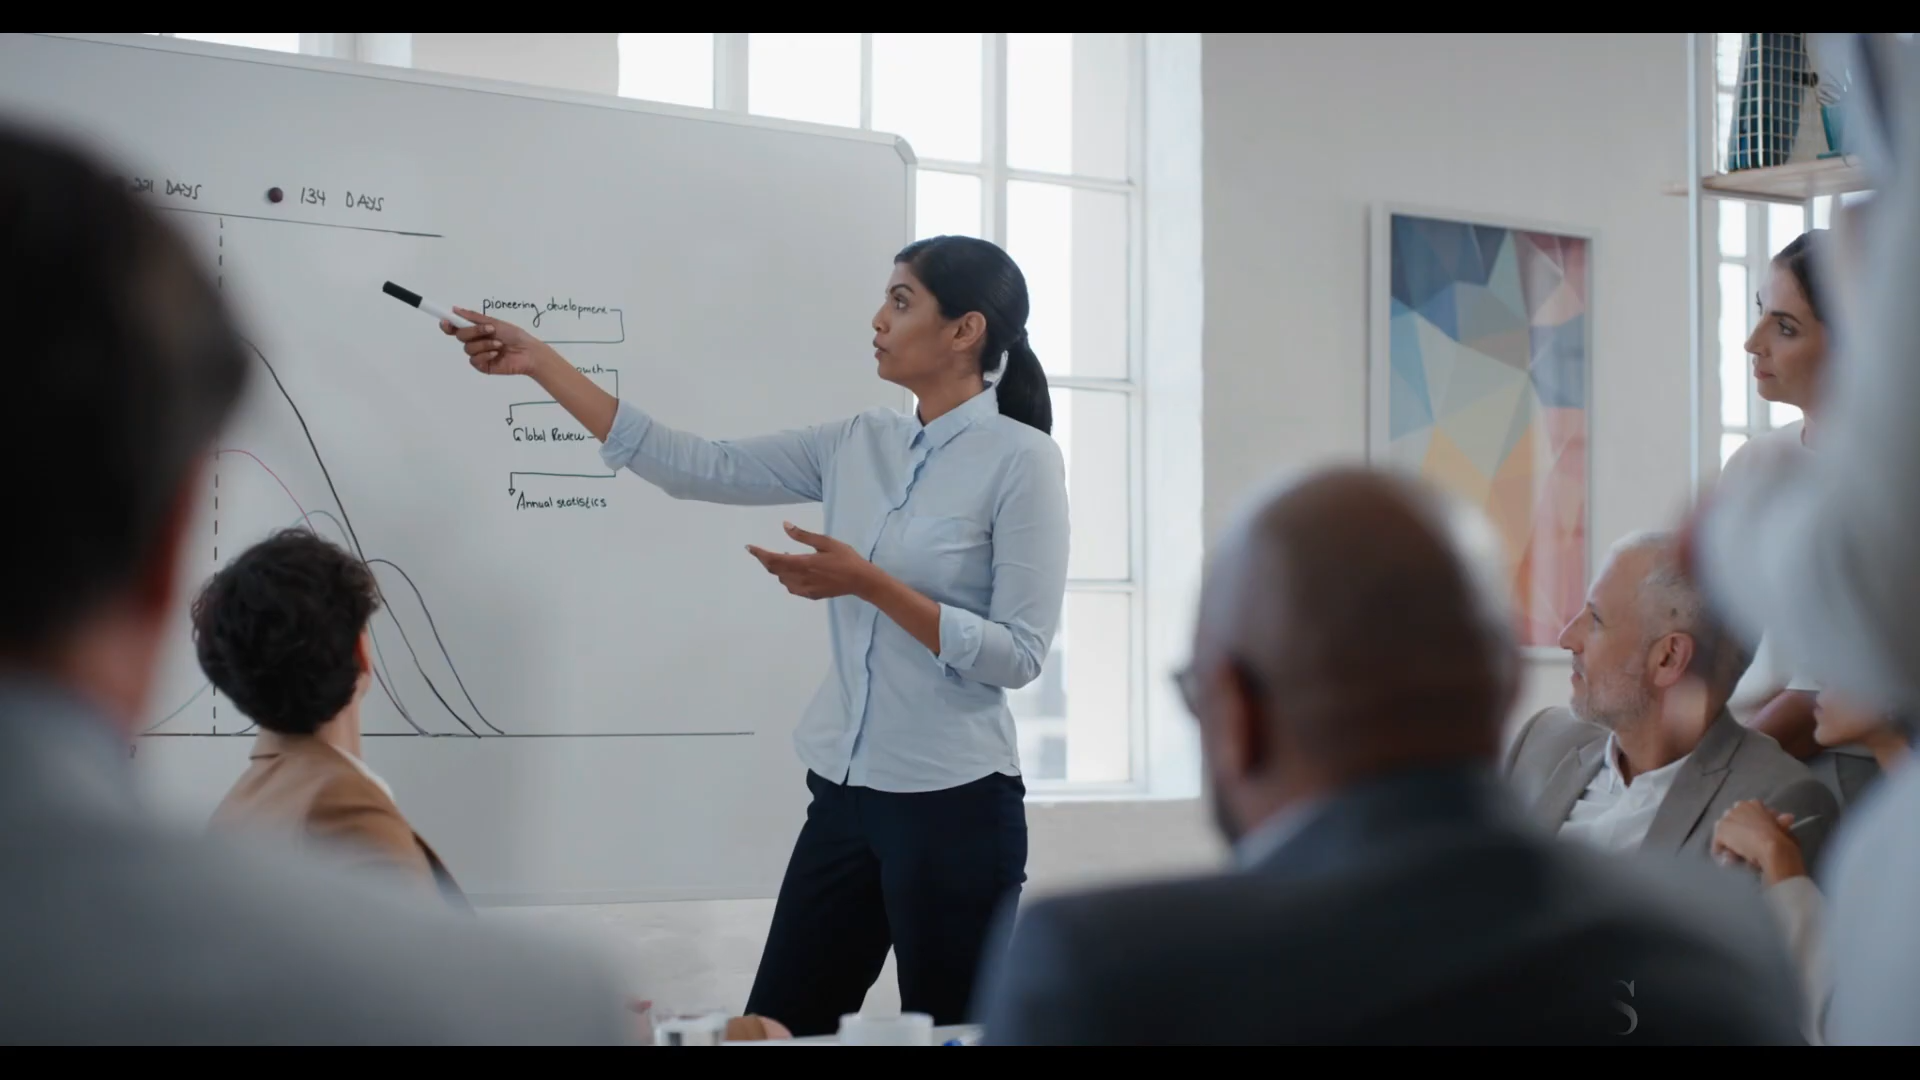 DAYS 134 DAYS
pioneering development
Global Review
Annual statistics
S